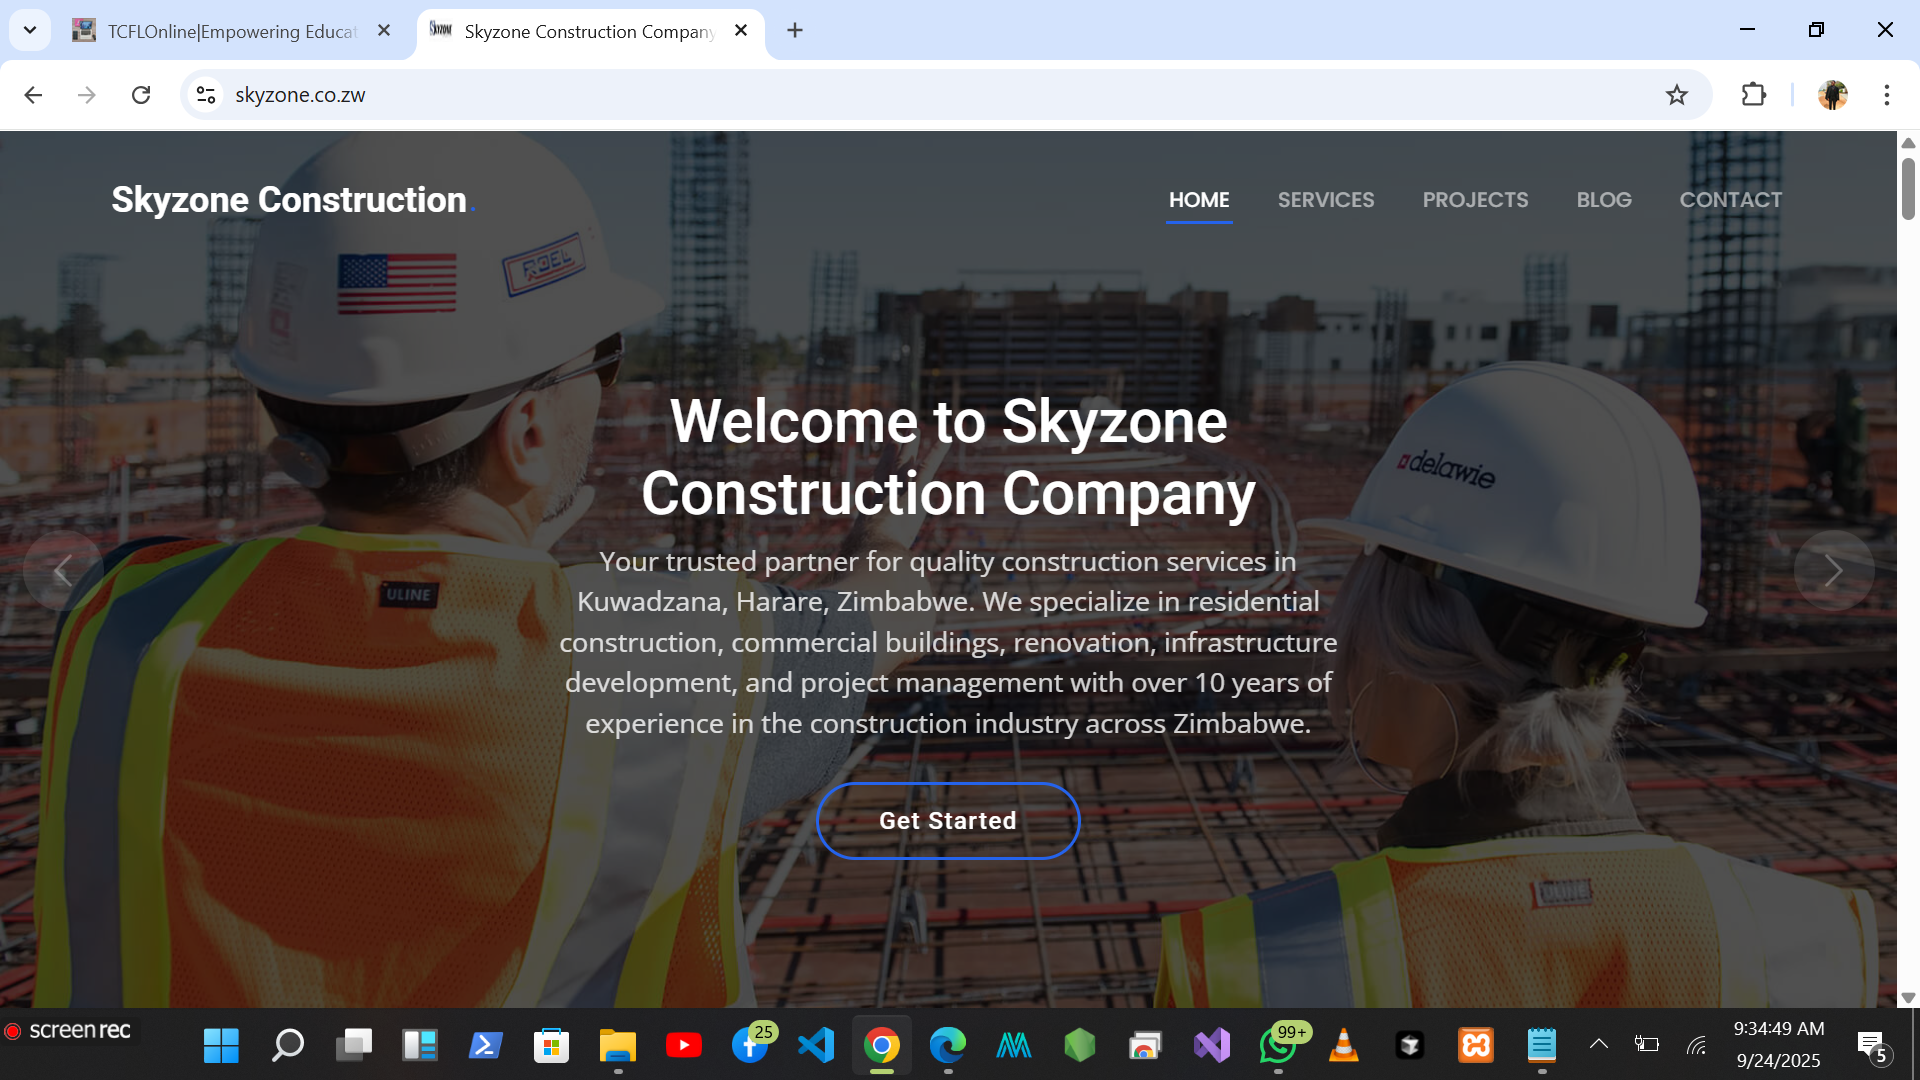 TCFLOnline|Empowering Educat
Skyzone Construction Company
skyzone.co.zw
Skyzone Construction.
HOME
SERVICES
PROJECTS
BLOG
CONTACT
ROEL
delawie
Welcome to Skyzone
Construction Company
Your trusted partner for quality construction services in
Kuwadzana, Harare, Zimbabwe. We specialize in residential
construction, commercial buildings, renovation, infrastructure
development, and project management with over 10 years of
experience in the construction industry across Zimbabwe.
ULINE
ULINE
Get Started
screen rec
25
99+
9:34:49 AM
9/24/2025
5